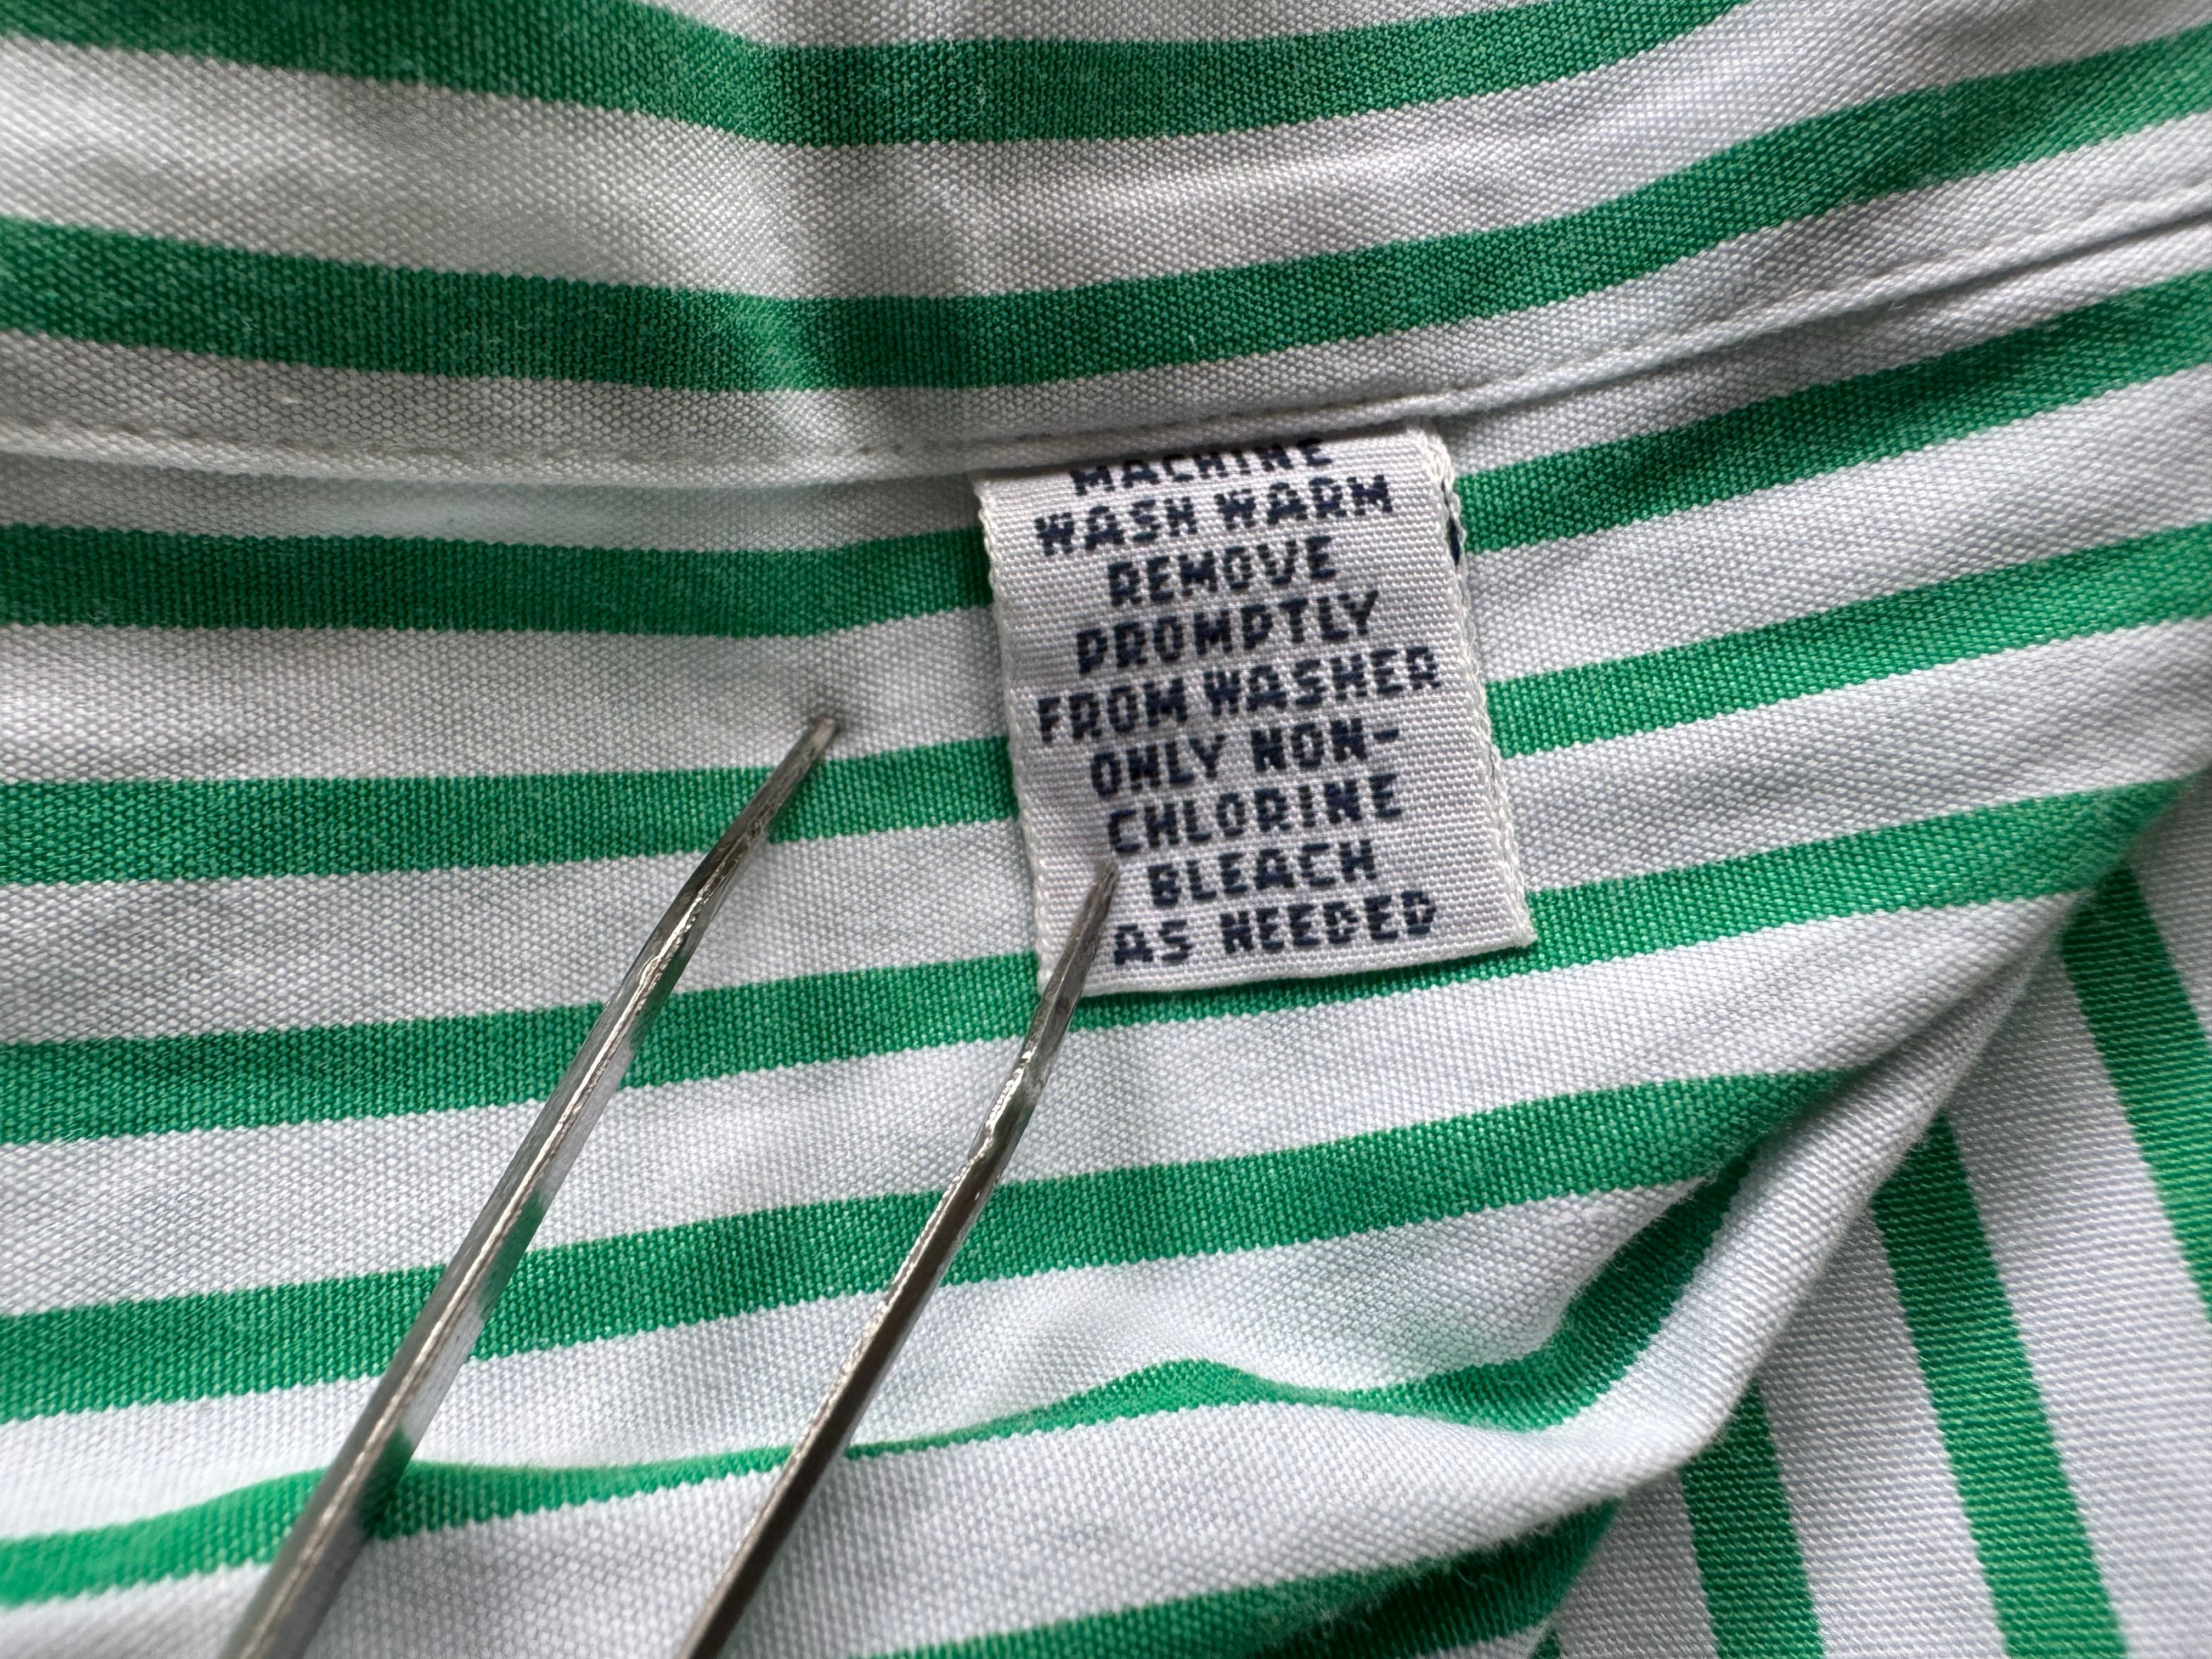 MACHINE
WASH WARM
REMOVE
PROMPTLY
FROM WASHER
ONLY NON-
CHLORINE
BLEACH
AS NEEDED